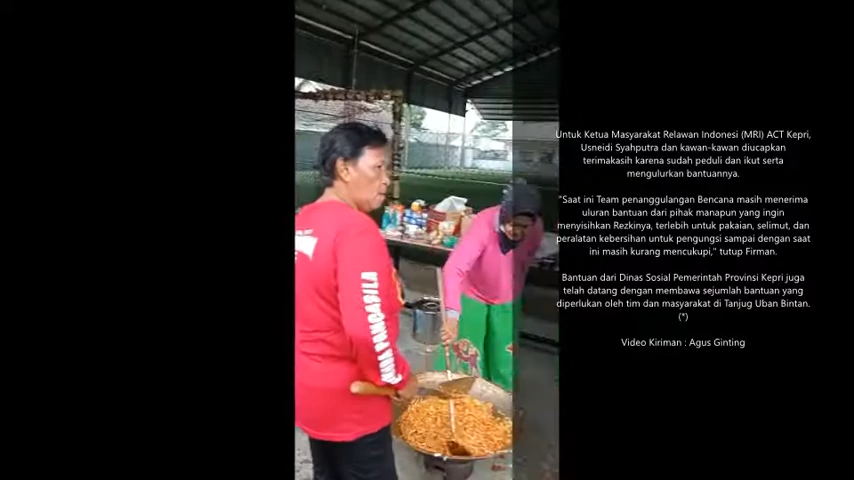 BINA PANCASILA
Untuk Ketua Masyarakat Relawan Indonesi (MRI) ACT Kepri,
Usneidi Syahputra dan kawan-kawan diucapkan
terimakasih karena sudah peduli dan ikut serta
mengulurkan bantuannya.
"Saat ini Team penanggulangan Bencana masih menerima
uluran bantuan dari pihak manapun yang ingin
menyisihkan Rezkinya, terlebih untuk pakaian, selimut, dan
peralatan kebersihan untuk pengungsi sampai dengan saat
ini masih kurang mencukupi," tutup Firman.
Bantuan dari Dinas Sosial Pemerintah Provinsi Kepri juga
telah datang dengan membawa sejumlah bantuan yang
diperlukan oleh tim dan masyarakat di Tanjug Uban Bintan.
(*)
Video Kiriman : Agus Ginting